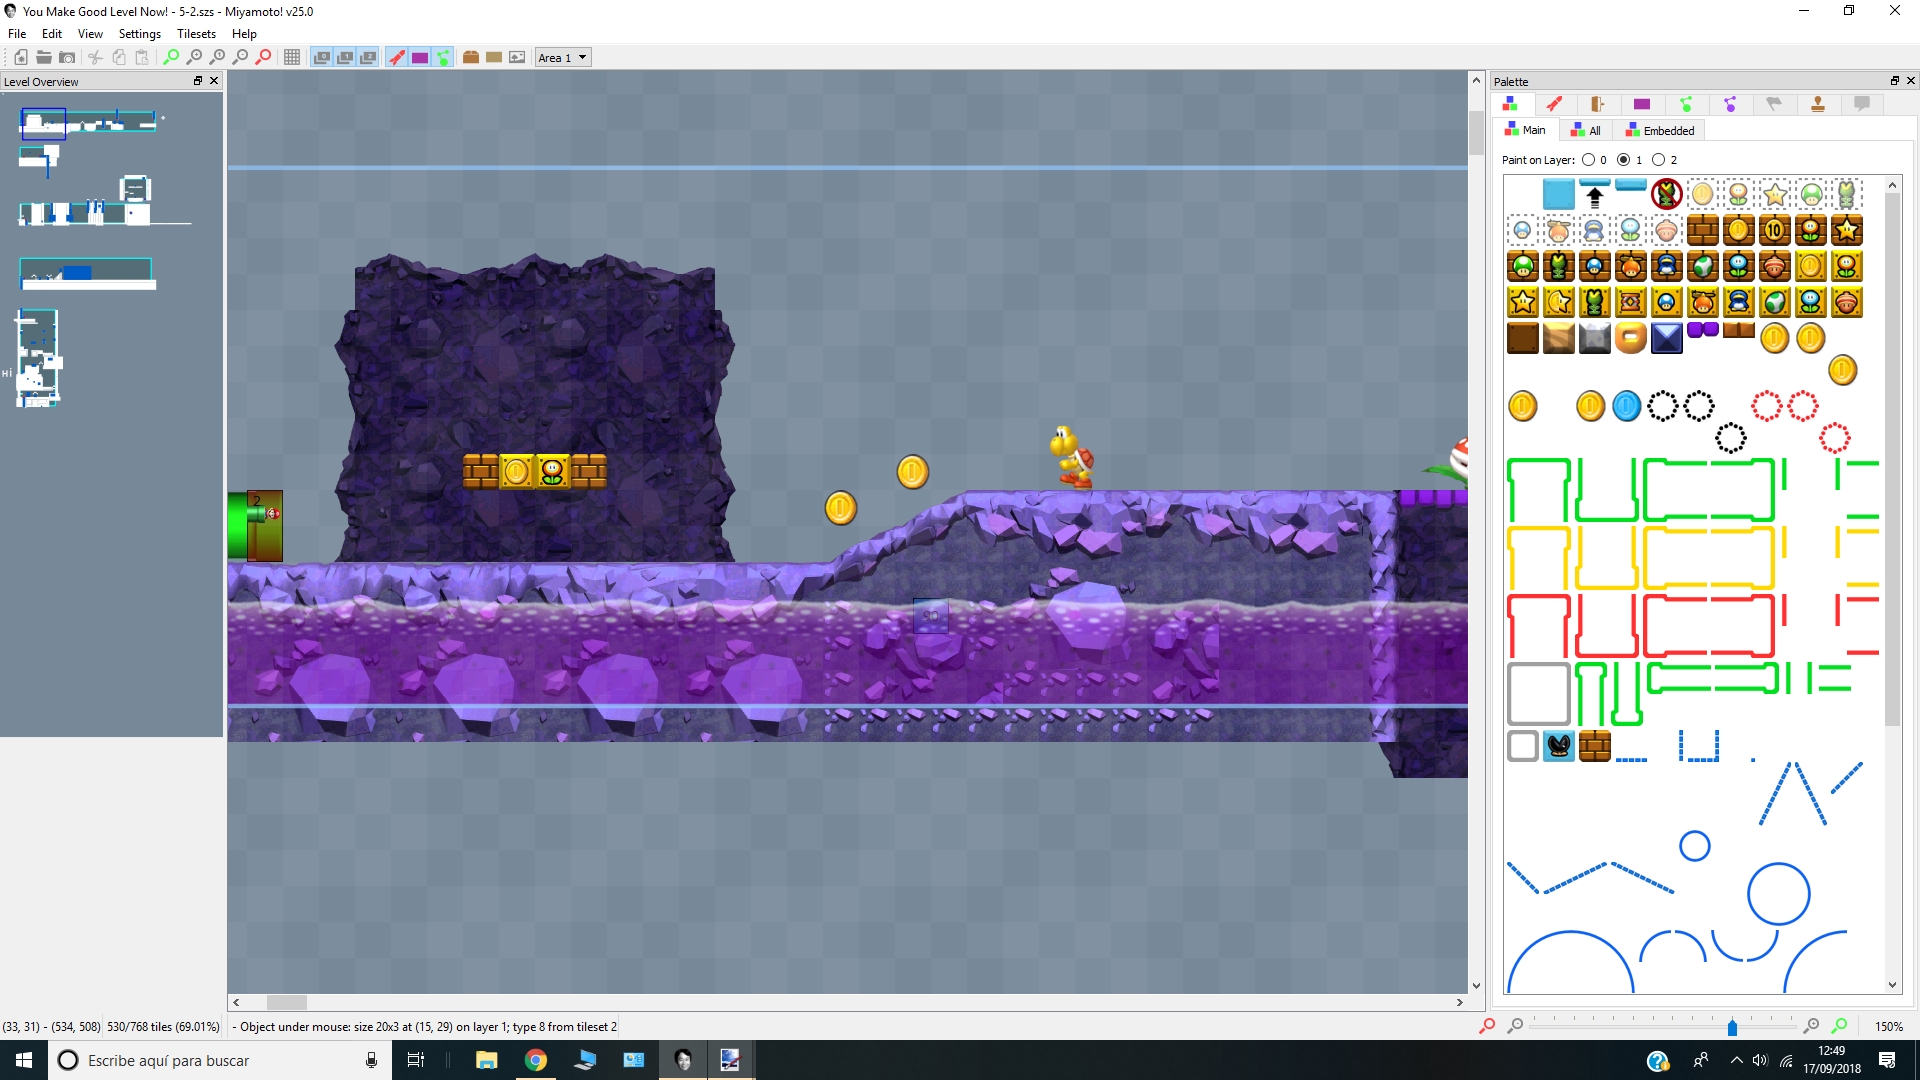 You Make Good Level Now! - 5-2.szs - Miyamoto! v25.0
File Edit View Settings Tilesets Help
Area 1
Level Overview
Palette
Main All Embedded
Paint on Layer: 0 1 2
10
Hi
2
(33, 31) - (534, 508) 530/768 tiles (69.01%) - Object under mouse: size 20x3 at (15, 29) on layer 1; type 8 from tileset 2
150%
Escribe aquí para buscar
12:49
17/09/2018